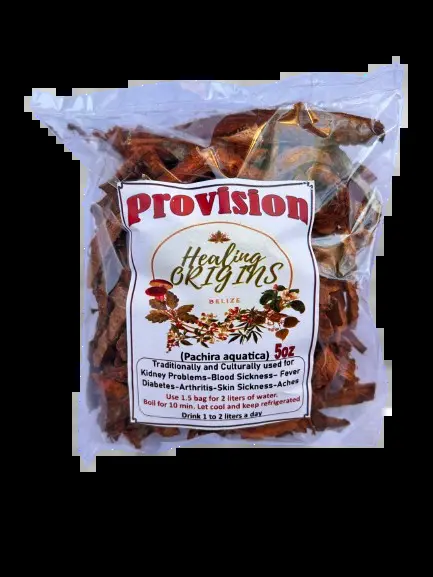 Provision
Healing
ORIGINS
BELIZE
(Pachira aquatica) 5oz
Traditionally and Culturally used for
Kidney Problems-Blood Sickness- Fever
Diabetes-Arthritis-Skin Sickness-Aches
Use 1.5 bag for 2 liters of water.
Boil for 10 min. Let cool and keep refrigerated
Drink 1 to 2 liters a day